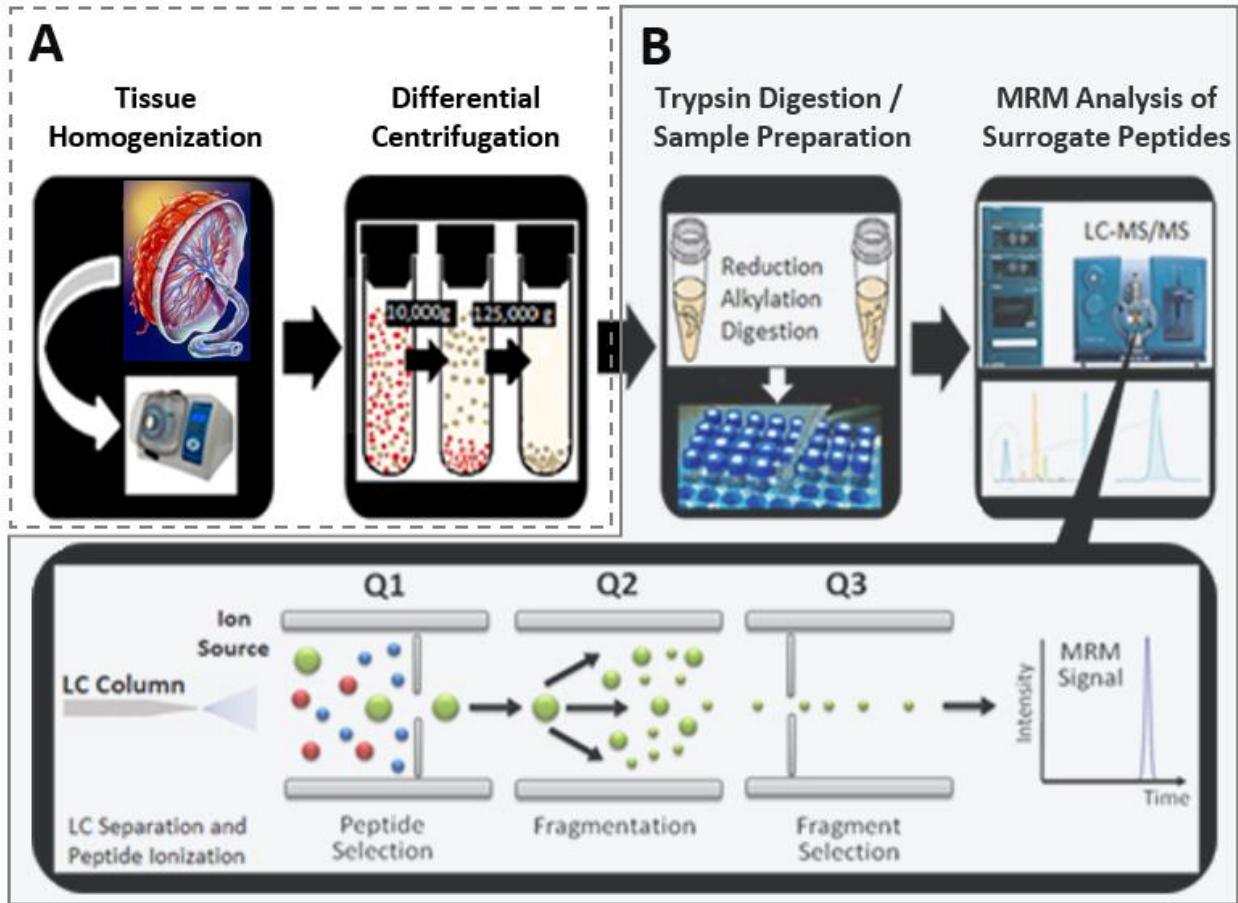 A
B
Tissue
Homogenization
Differential
Centrifugation
Trypsin Digestion /
Sample Preparation
MRM Analysis of
Surrogate Peptides
10,000g
125,000 g
Reduction
Alkylation
Digestion
LC-MS/MS
Q1
Q2
Q3
Ion
Source
LC Column
MRM
Signal
Intensity
Time
LC Separation and
Peptide Ionization
Peptide
Selection
Fragmentation
Fragment
Selection